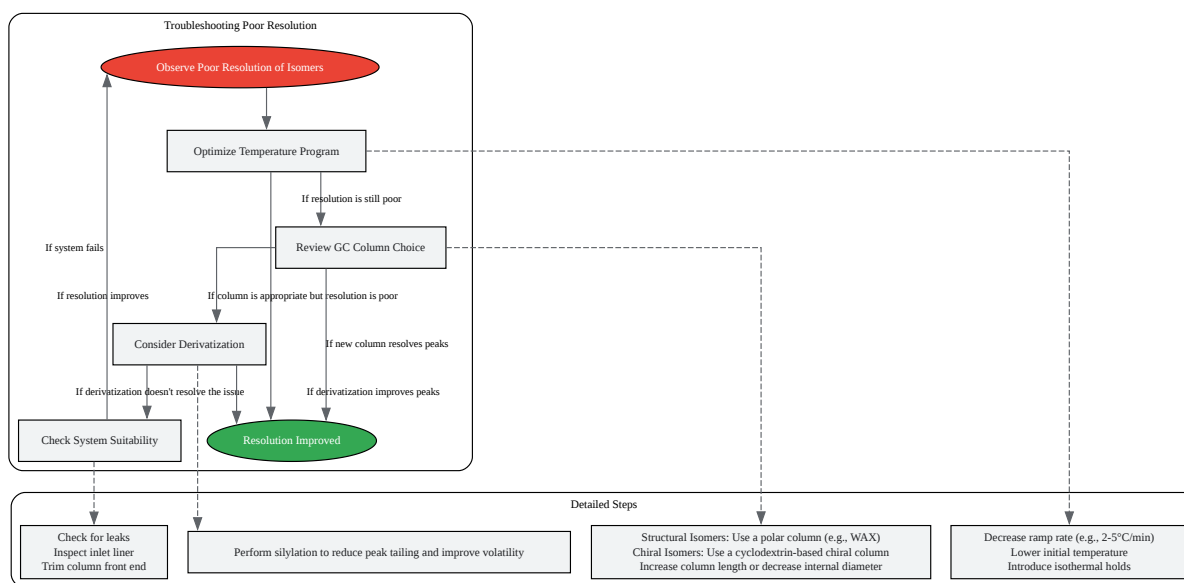 Troubleshooting Poor Resolution
Observe Poor Resolution of Isomers
Optimize Temperature Program
If resolution is still poor
If system fails
Review GC Column Choice
If resolution improves
If column is appropriate but resolution is poor
Consider Derivatization
If new column resolves peaks
If derivatization doesn't resolve the issue
If derivatization improves peaks
Check System Suitability
Resolution Improved
Detailed Steps
Check for leaks
Inspect inlet liner
Trim column front end
Perform silylation to reduce peak tailing and improve volatility
Structural Isomers: Use a polar column (e.g., WAX)
Chiral Isomers: Use a cyclodextrin-based chiral column
Increase column length or decrease internal diameter
Decrease ramp rate (e.g., 2-5°C/min)
Lower initial temperature
Introduce isothermal holds